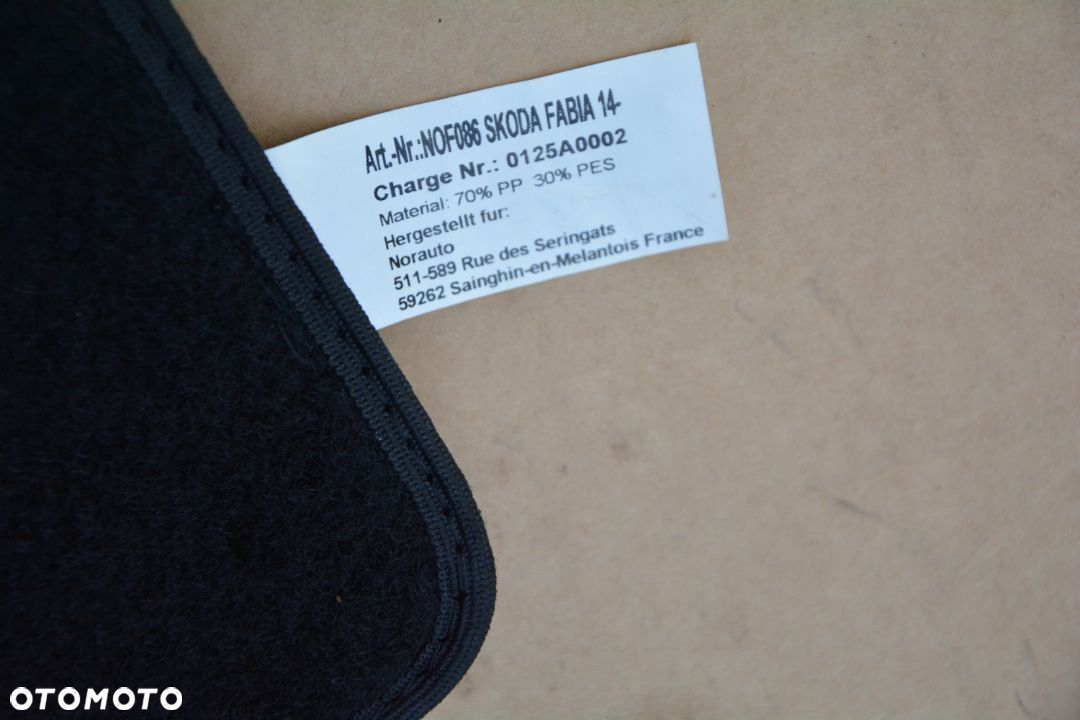 Art.-Nr.:NOF086 SKODA FABIA 14-
Charge Nr.: 0125A0002
Material: 70% PP 30% PES
Hergestellt fur:
Norauto
511-589 Rue des Seringats
59262 Sainghin-en-Melantois France
OTOMOTO